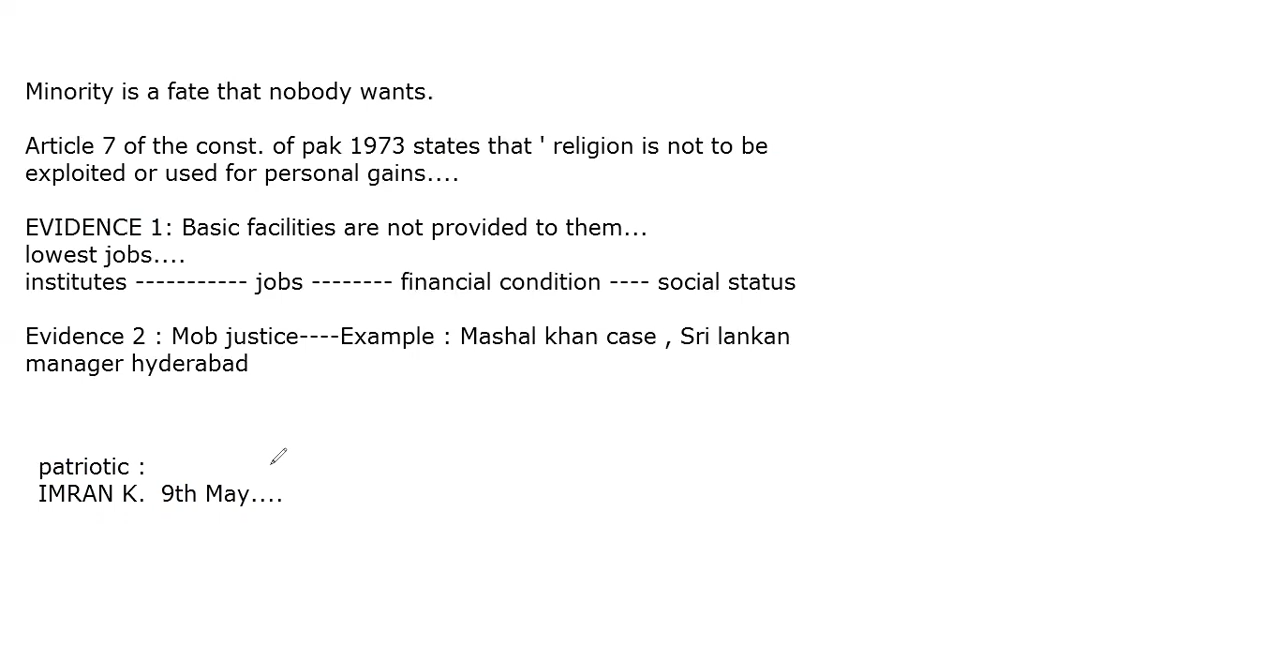 Minority is a fate that nobody wants.
Article 7 of the const. of pak 1973 states that ' religion is not to be
exploited or used for personal gains....
EVIDENCE 1: Basic facilities are not provided to them...
lowest jobs....
institutes ----------- jobs -------- financial condition ---- social status
Evidence 2 : Mob justice----Example : Mashal khan case , Sri lankan
manager hyderabad
patriotic :
IMRAN K.  9th May....